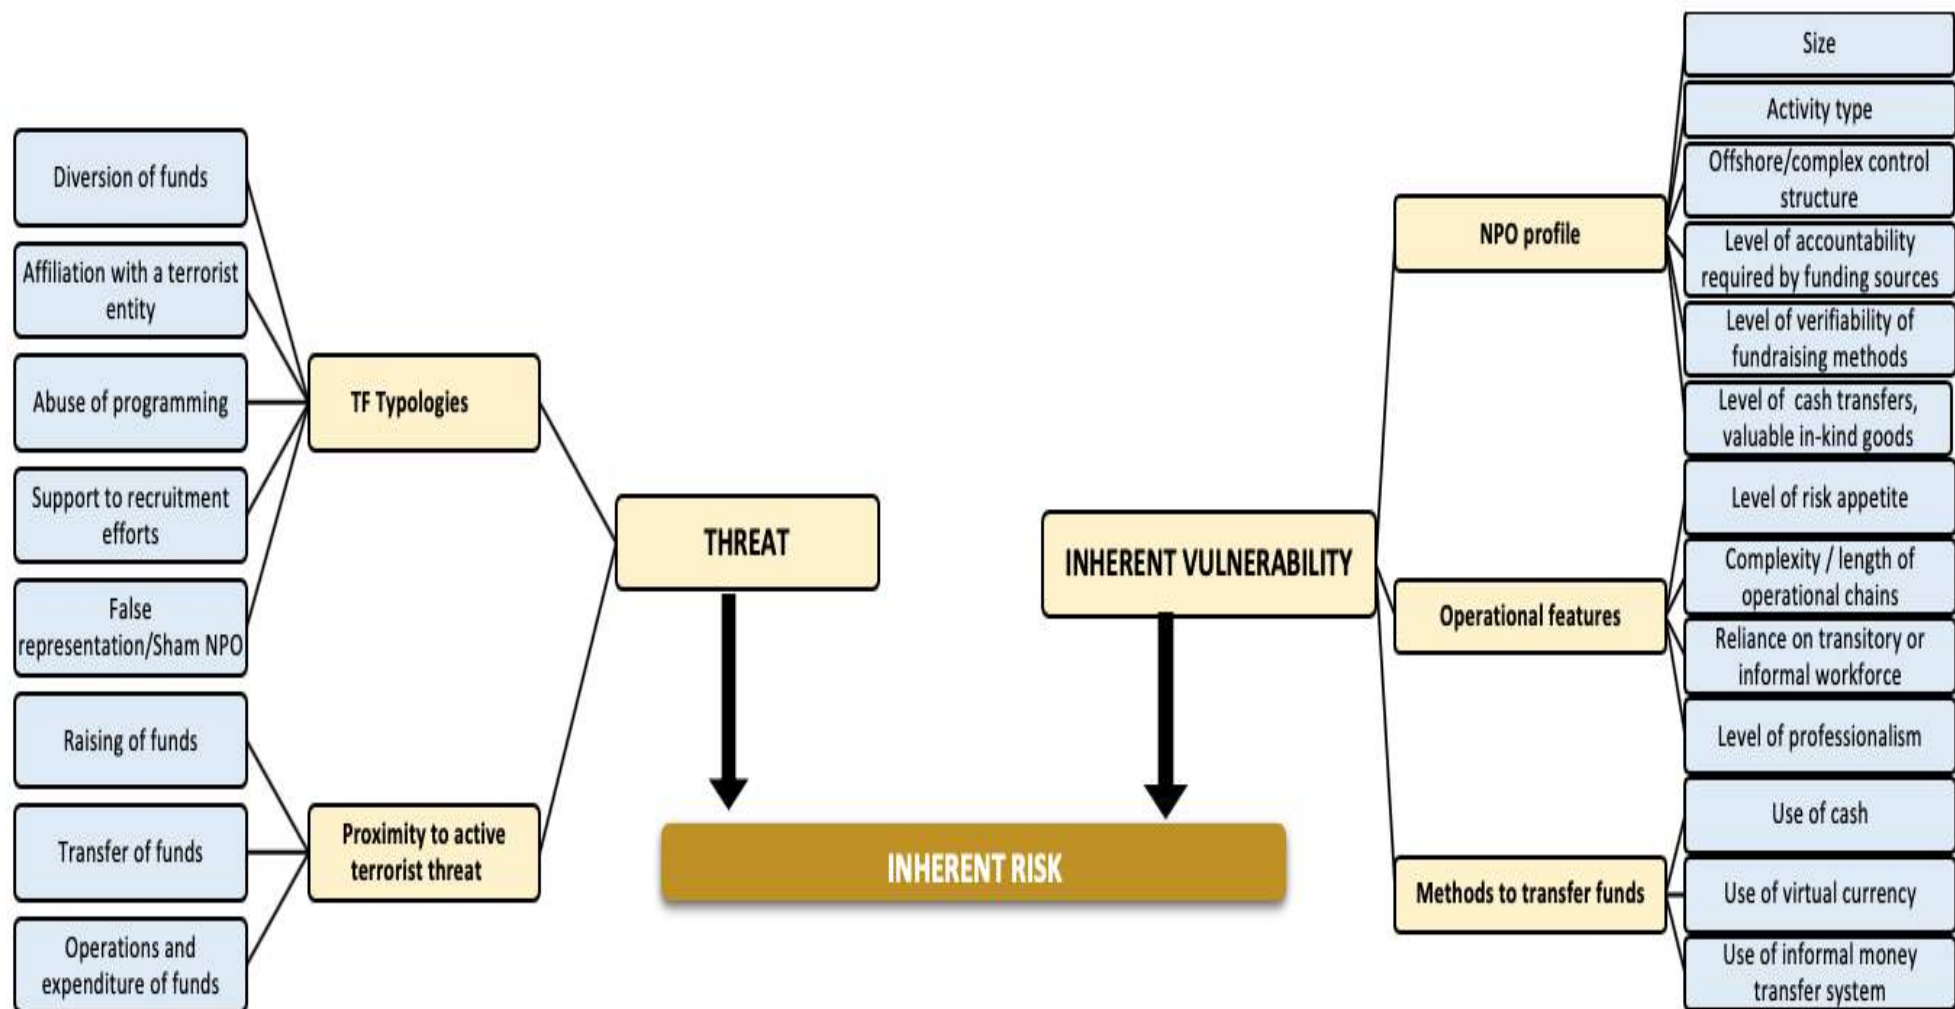 Diversion of funds
Affiliation with a terrorist
entity
Abuse of programming
Support to recruitment
efforts
False
representation/Sham NPO
Raising of funds
Transfer of funds
Operations and
expenditure of funds
TF Typologies
Proximity to active
terrorist threat
THREAT
INHERENT RISK
INHERENT VULNERABILITY
NPO profile
Operational features
Methods to transfer funds
Size
Activity type
Offshore/complex control
structure
Level of accountability
required by funding sources
Level of verifiability of
fundraising methods
Level of cash transfers,
valuable in-kind goods
Level of risk appetite
Complexity / length of
operational chains
Reliance on transitory or
informal workforce
Level of professionalism
Use of cash
Use of virtual currency
Use of informal money
transfer system